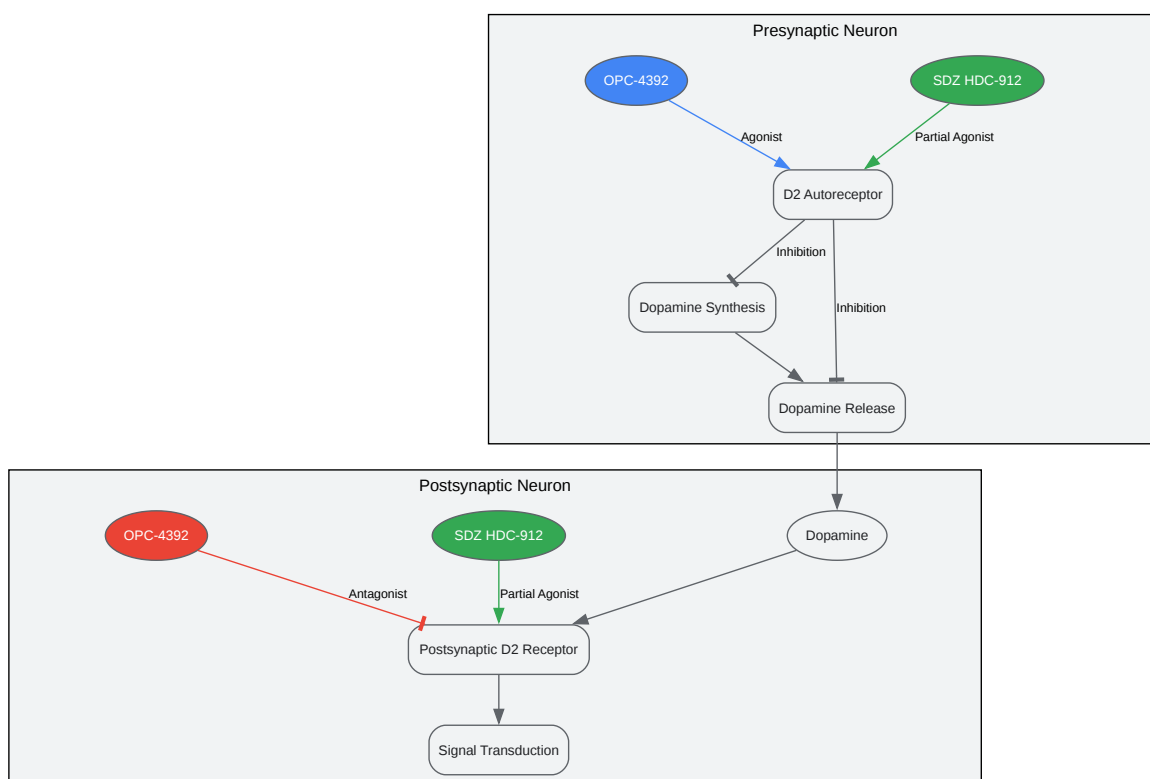 Presynaptic Neuron
OPC-4392
SDZ HDC-912
Agonist
Partial Agonist
D2 Autoreceptor
Inhibition
Dopamine Synthesis
Inhibition
Dopamine Release
Postsynaptic Neuron
OPC-4392
SDZ HDC-912
Dopamine
Antagonist
Partial Agonist
Postsynaptic D2 Receptor
Signal Transduction